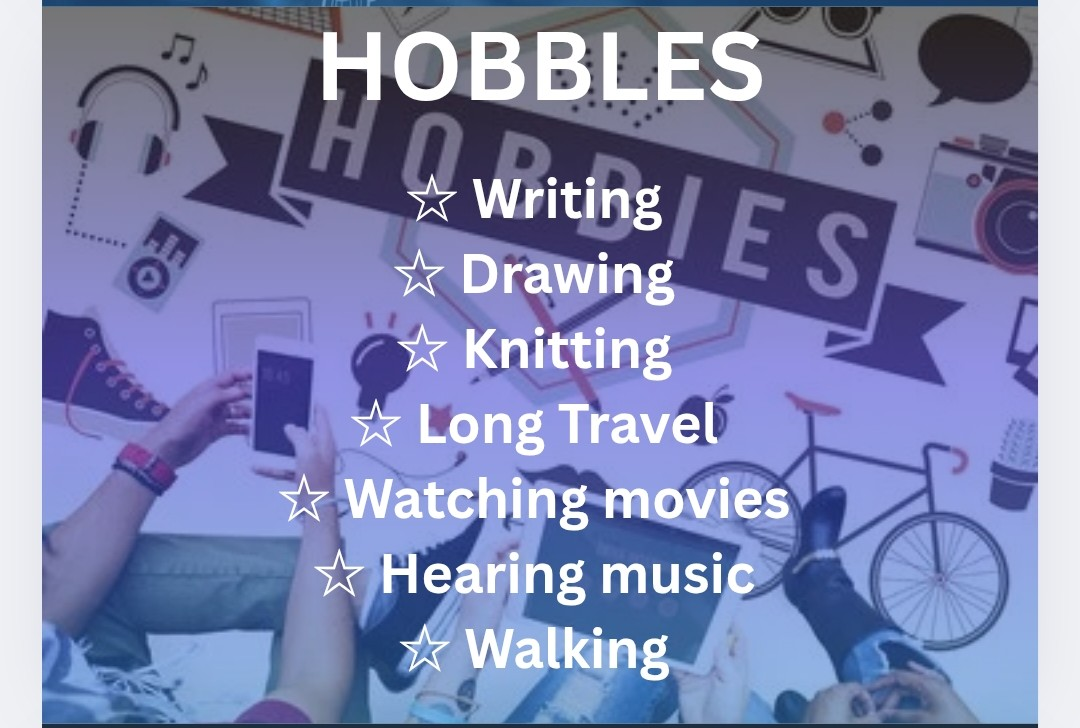 HOBBLES
HOBBIES
☆ Writing
☆ Drawing
☆ Knitting
☆ Long Travel
☆ Watching movies
☆ Hearing music
☆ Walking